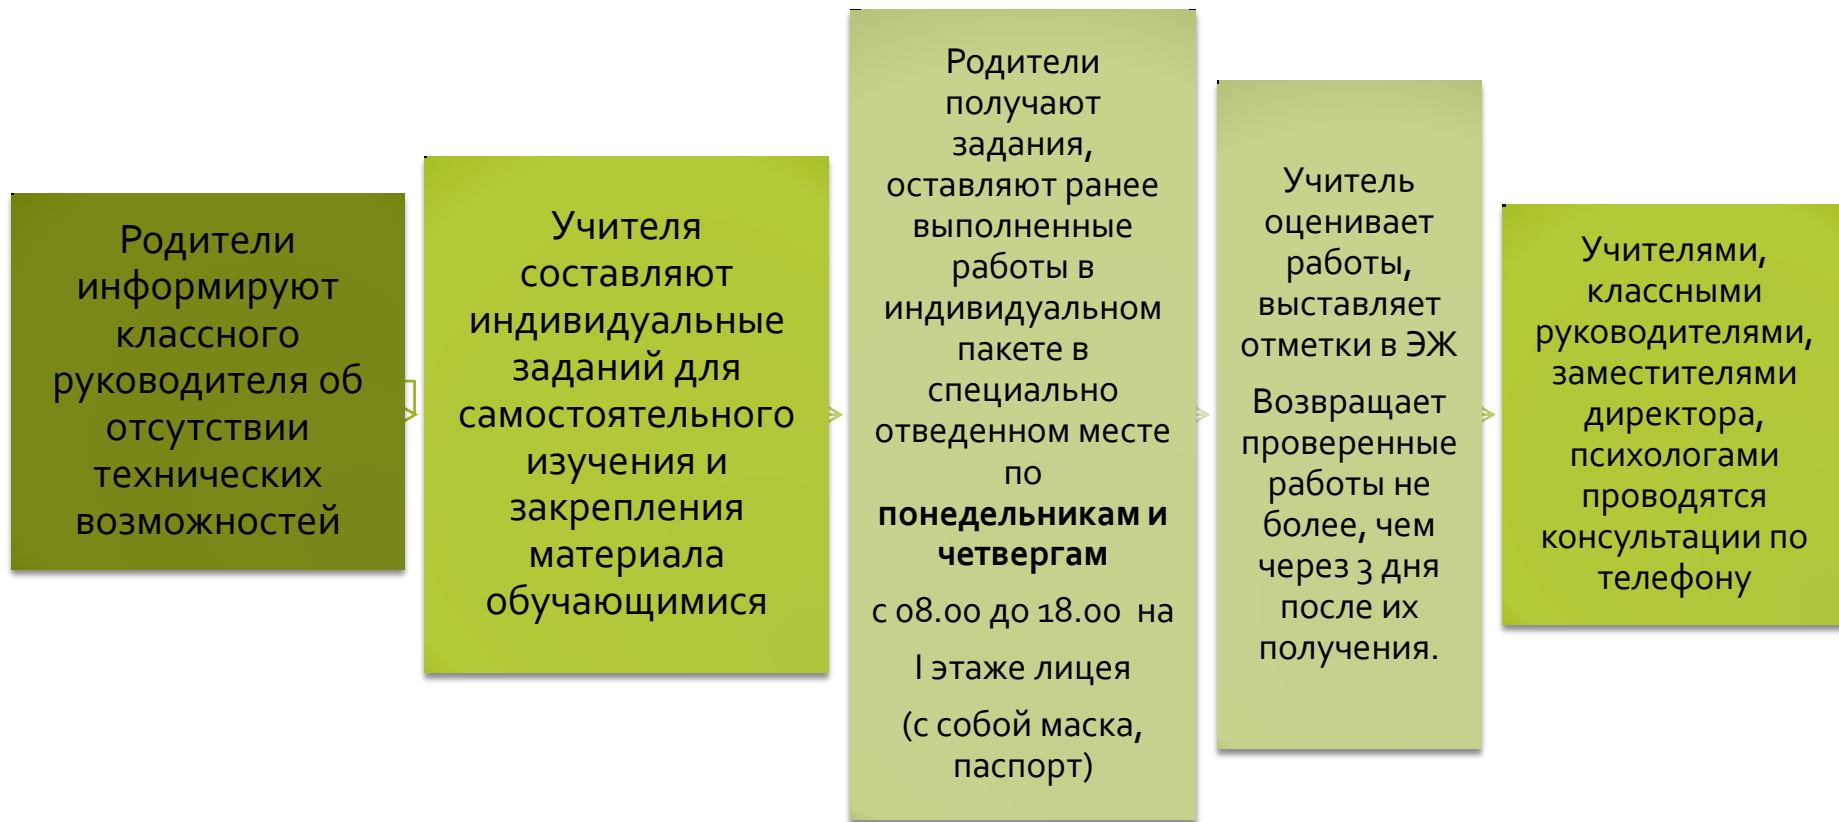 Родители
информируют
классного
руководителя об
отсутствии
технических
возможностей
Учителя
составляют
индивидуальные
заданий для
самостоятельного
изучения и
закрепления
материала
обучающимися
Родители
получают
задания,
оставляют ранее
выполненные
работы в
индивидуальном
пакете в
специально
отведенном месте
по
понедельникам и
четвергам
с 08.00 до 18.00 на
I этаже лицея
(с собой маска,
паспорт)
Учитель
оценивает
работы,
выставляет
отметки в ЭЖ
Возвращает
проверенные
работы не
более, чем
через 3 дня
после их
получения.
Учителями,
классными
руководителями,
заместителями
директора,
психологами
проводятся
консультации по
телефону